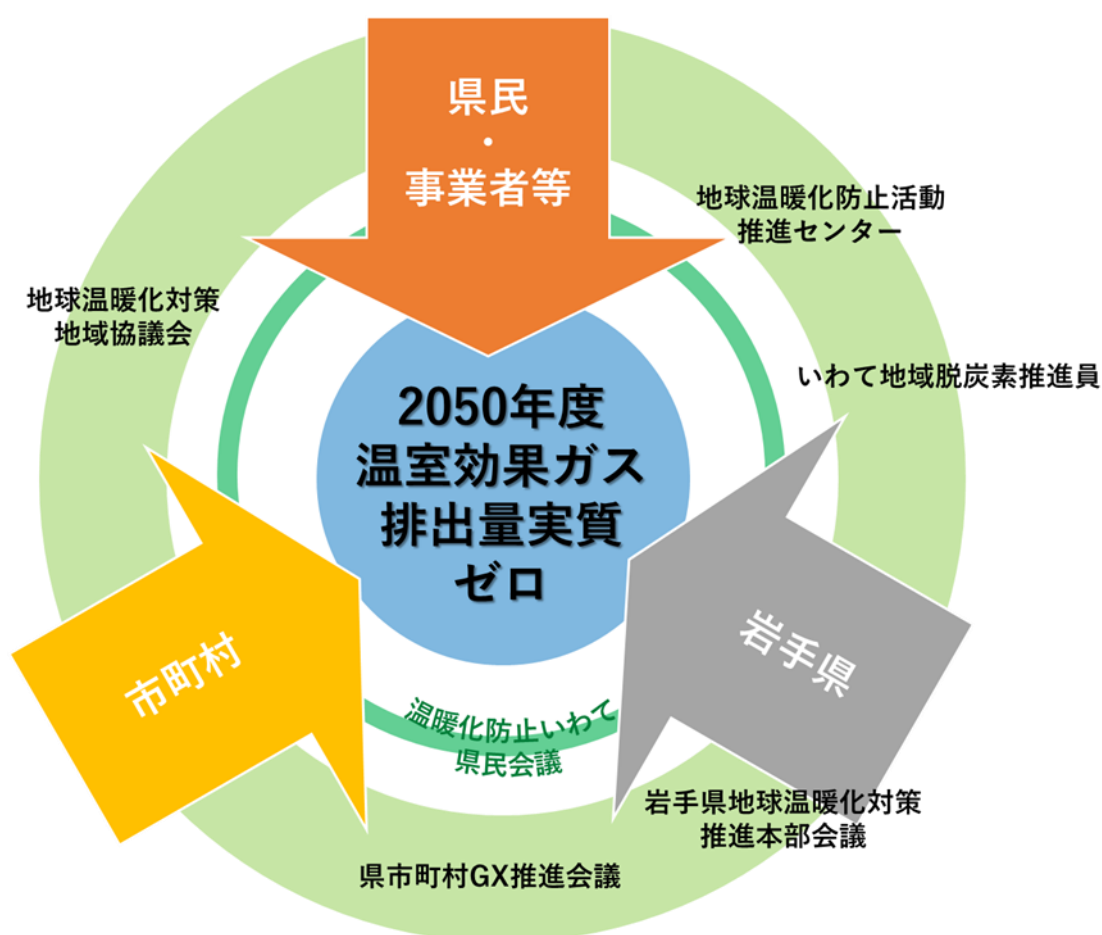 県民
・
事業者等
地球温暖化防止活動
推進センター
地球温暖化対策
地域協議会
いわて地域脱炭素推進員
2050年度
温室効果ガス
排出量実質
ゼロ
市町村
岩手県
温暖化防止いわて
県民会議
岩手県地球温暖化対策
推進本部会議
県市町村GX推進会議